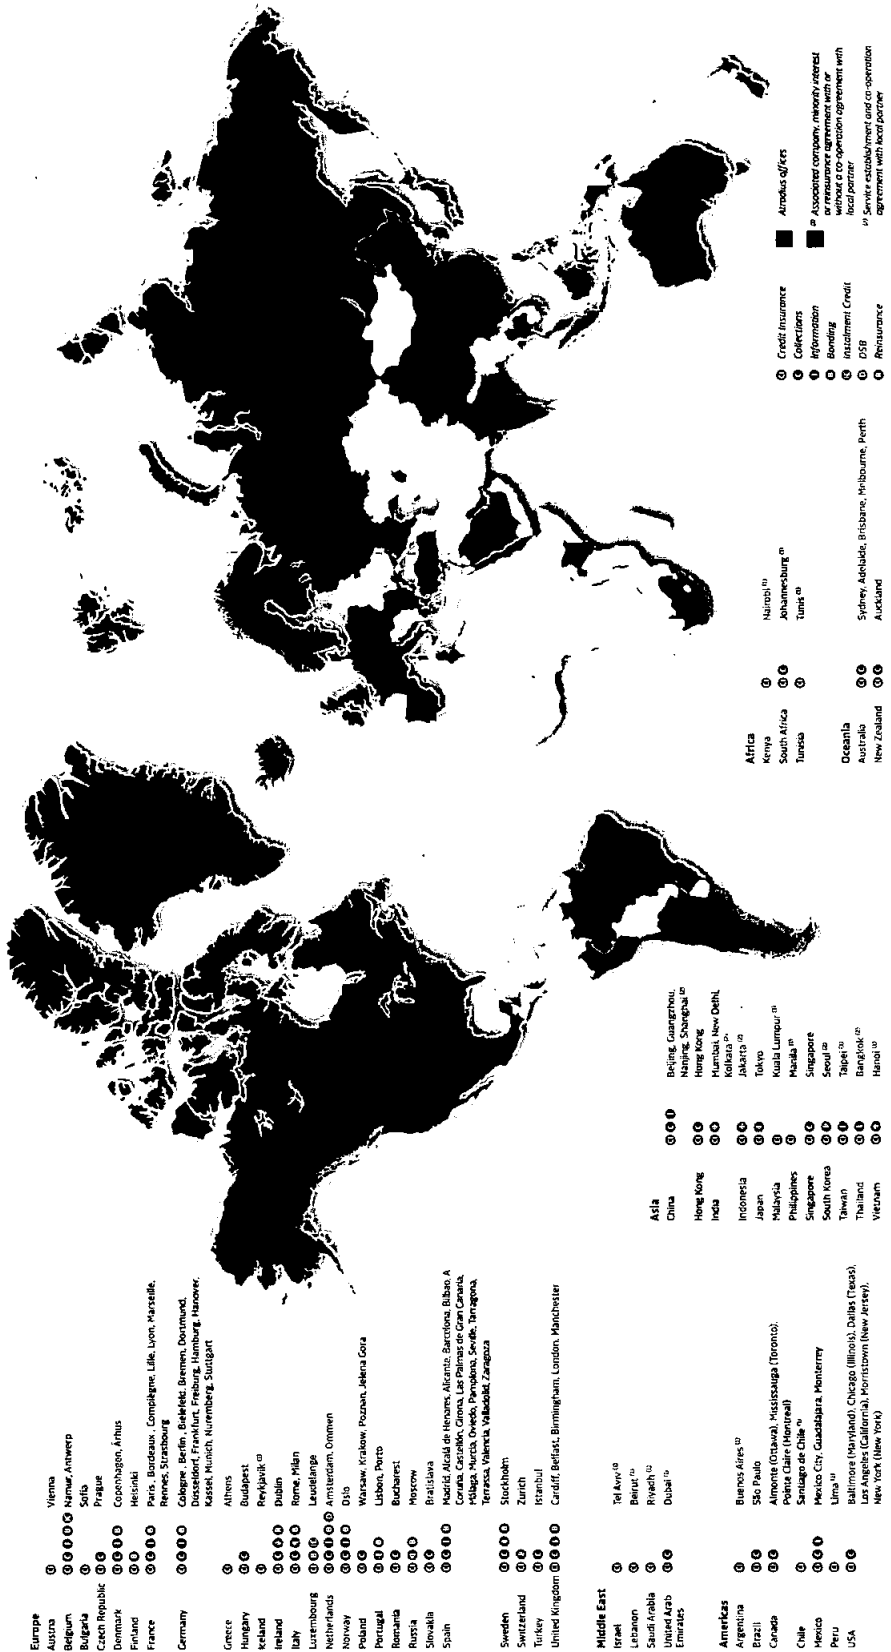 Europe
Austria Vienna
Belgium Namur, Antwerp
Bulgaria Sofia
Czech Republic Prague
Denmark Copenhagen, Århus
Finland Helsinki
France Paris, Bordeaux, Compiègne, Lille, Lyon, Marseille,
Rennes, Strasbourg
Germany Cologne, Berlin, Bielefeld, Bremen, Dortmund,
Düsseldorf, Frankfurt, Freiburg, Hamburg, Hanover,
Kassel, Munich, Nuremberg, Stuttgart
Greece Athens
Hungary Budapest
Iceland Reykjavik
Ireland Dublin
Italy Rome, Milan
Luxembourg Leudelange
Netherlands Amsterdam, Ommen
Norway Oslo
Poland Warsaw, Krakow, Poznan, Jelena Gora
Portugal Lisbon, Porto
Romania Bucharest
Russia Moscow
Slovakia Bratislava
Spain Madrid, Alcalá de Henares, Alicante, Barcelona, Bilbao, A
Coruña, Castellón, Girona, Las Palmas de Gran Canaria,
Málaga, Murcia, Oviedo, Pamplona, Seville, Tarragona,
Terrassa, Valencia, Valladolid, Zaragoza
Sweden Stockholm
Switzerland Zurich
Turkey Istanbul
United Kingdom Cardiff, Belfast, Birmingham, London, Manchester
Middle East
Israel Tel Aviv
Lebanon Beirut
Saudi Arabia Riyadh
United Arab Dubai
Emirates
Americas
Argentina Buenos Aires
Brazil São Paulo
Canada Almonte (Ottawa), Mississauga (Toronto),
Pointe Claire (Montreal)
Chile Santiago de Chile
Mexico Mexico City, Guadalajara, Monterrey
Peru Lima
USA Baltimore (Maryland), Chicago (Illinois), Dallas (Texas),
Los Angeles (California), Morristown (New Jersey),
New York (New York)
Asia
China Beijing, Guangzhou,
Nanjing, Shanghai
Hong Kong Hong Kong
India Mumbai, New Delhi,
Kolkata
Indonesia Jakarta
Japan Tokyo
Malaysia Kuala Lumpur
Philippines Manila
Singapore Singapore
South Korea Seoul
Taiwan Taipei
Thailand Bangkok
Vietnam Hanoi
Africa
Kenya Nairobi
South Africa Johannesburg
Tunisia Tunis
Oceania
Australia Sydney, Adelaide, Brisbane, Melbourne, Perth
New Zealand Auckland
Credit Insurance
Collections
Information
Bonding
Instalment Credit
DSB
Reinsurance
Atradius offices
Associated company, minority interest
or reinsurance agreement with or
without a co-operation agreement with
local partner
Service establishment and co-operation
agreement with local partner